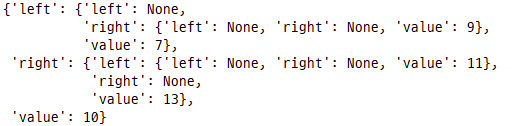 {'left': {'left': None,
          'right': {'left': None, 'right': None, 'value': 9},
          'value': 7},
 'right': {'left': {'left': None, 'right': None, 'value': 11},
           'right': None,
           'value': 13},
 'value': 10}